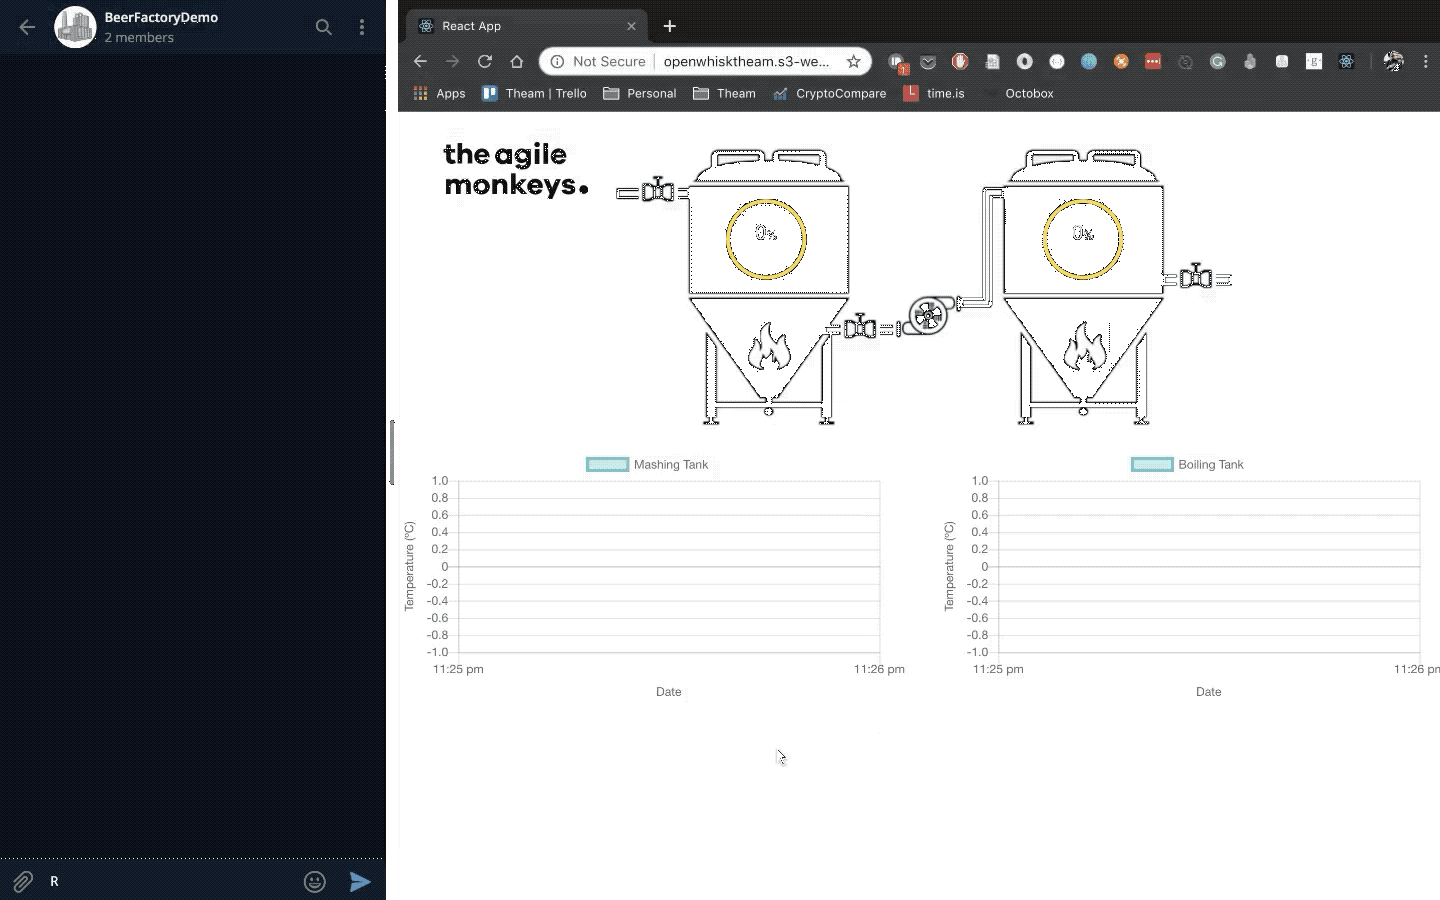 BeerFactoryDemo
2 members
R
React App
Not Secure openwhisktheam.s3-we...
1
Apps Theam | Trello Personal Theam CryptoCompare time.is Octobox
the agile
monkeys.
0%
0%
Mashing Tank
1.0
0.8
0.6
0.4
0.2
0
-0.2
-0.4
-0.6
-0.8
-1.0
Temperature (ºC)
11:25 pm 11:26 pm
Date
Boiling Tank
1.0
0.8
0.6
0.4
0.2
0
-0.2
-0.4
-0.6
-0.8
-1.0
Temperature (ºC)
11:25 pm 11:26 pm
Date